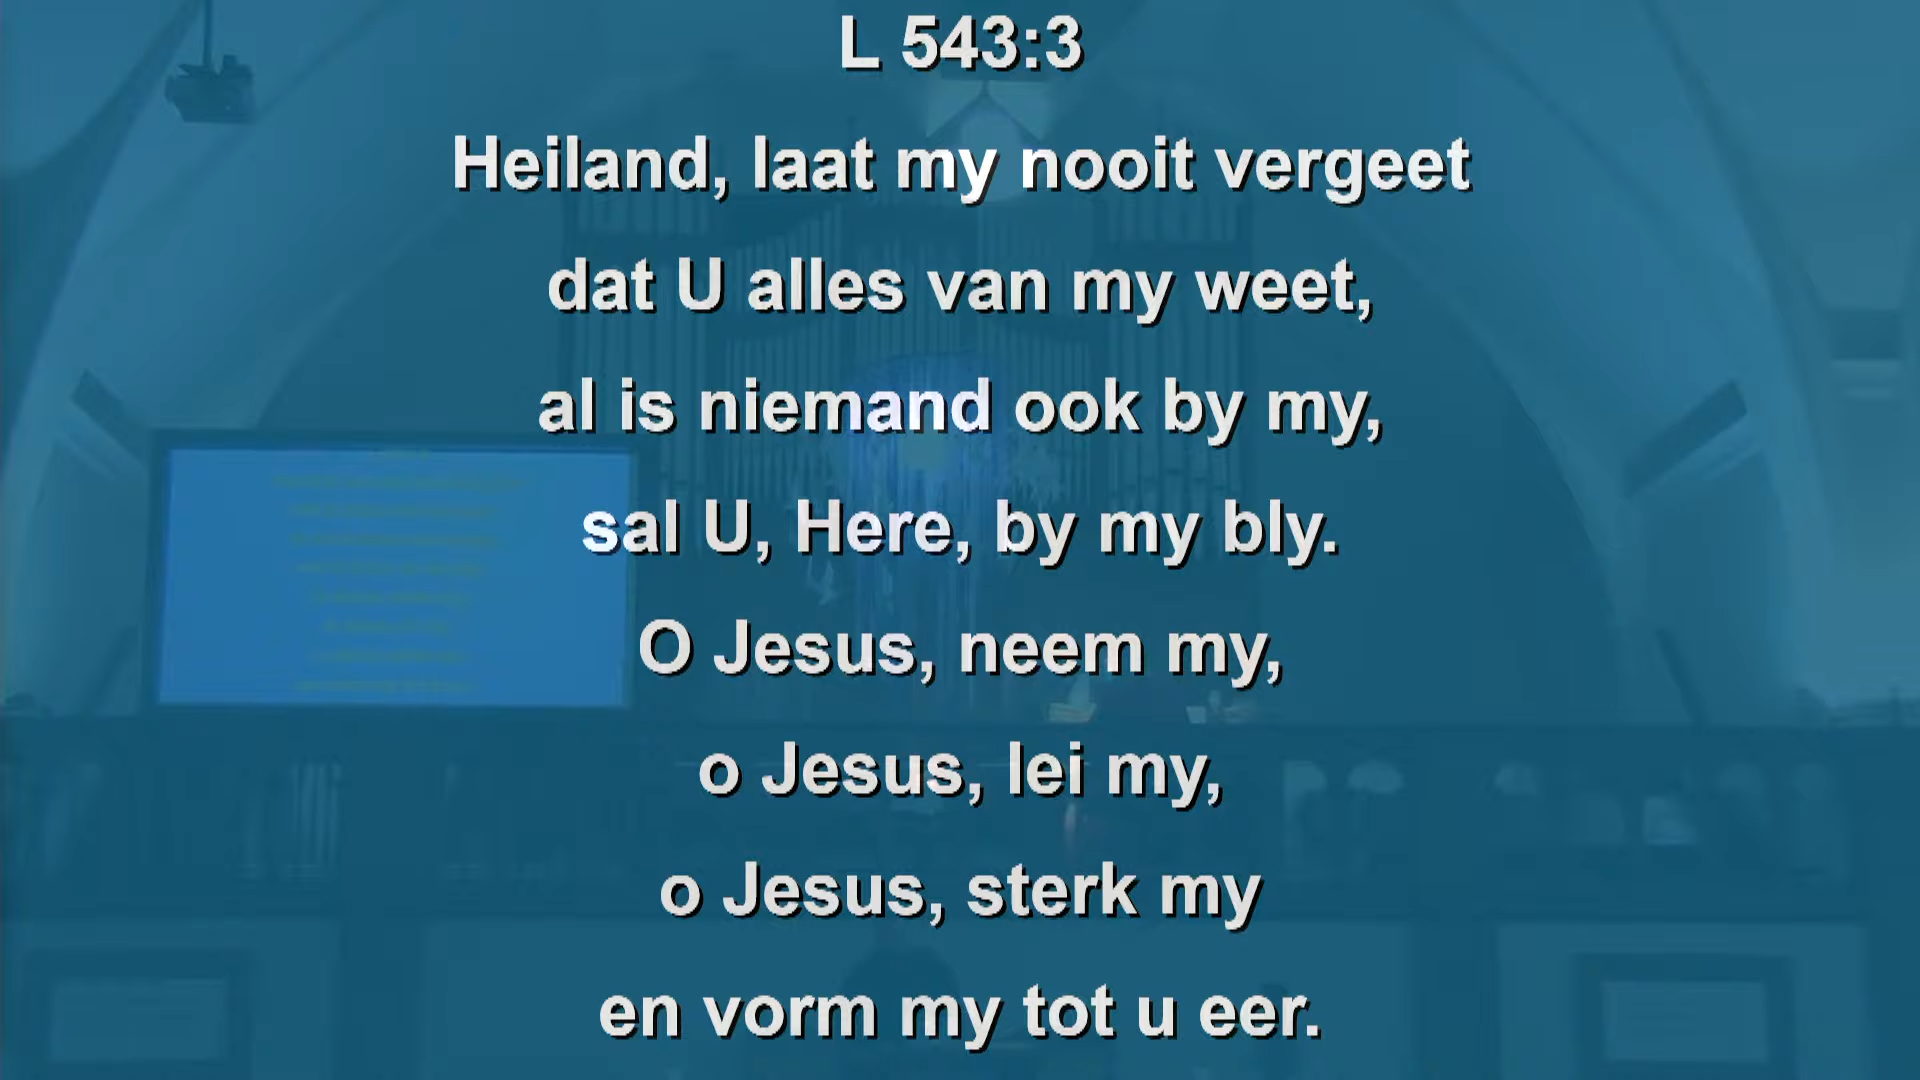 L 543:3
Heiland, laat my nooit vergeet
dat U alles van my weet,
al is niemand ook by my,
sal U, Here, by my bly.
O Jesus, neem my,
o Jesus, lei my,
o Jesus, sterk my
en vorm my tot u eer.